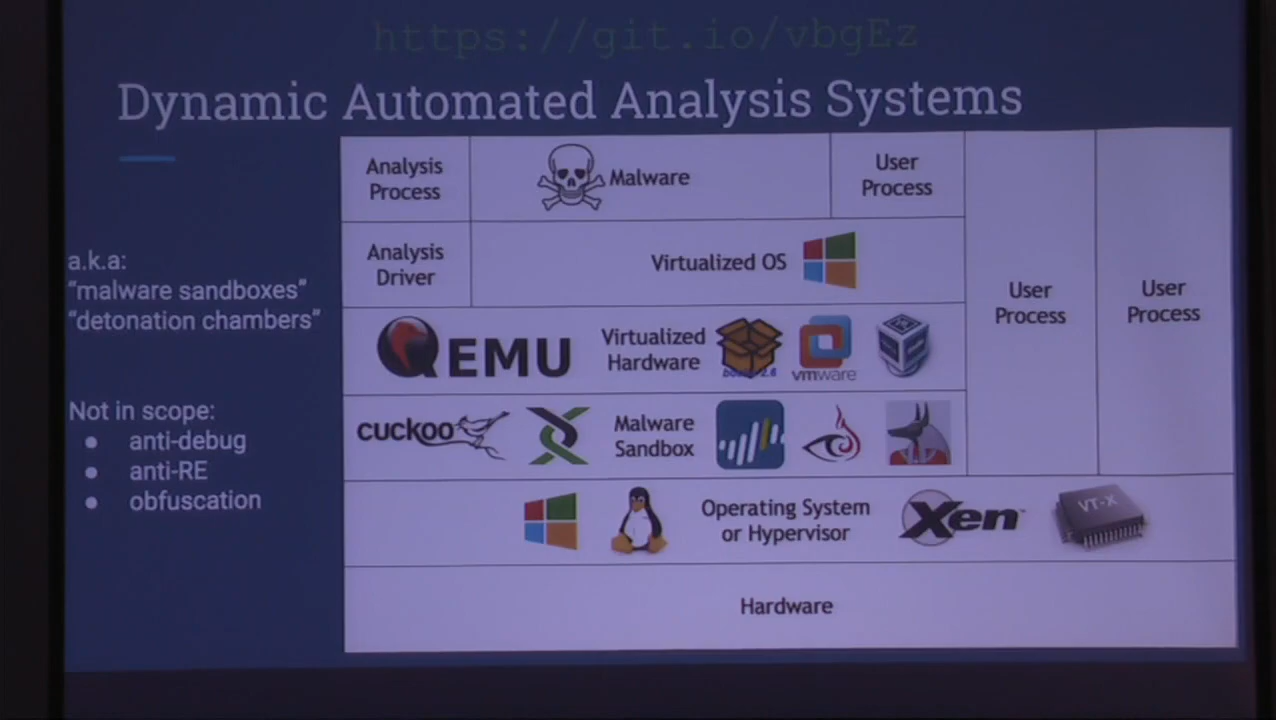 https://git.io/vbgEz
Dynamic Automated Analysis Systems
a.k.a:
“malware sandboxes”
“detonation chambers”
Not in scope:
● anti-debug
● anti-RE
● obfuscation
Analysis
Process
Malware
User
Process
Analysis
Driver
Virtualized OS
User
Process
User
Process
QEMU
Virtualized
Hardware
vmware
cuckoo
Malware
Sandbox
Operating System
or Hypervisor
Xen
VT-X
Hardware